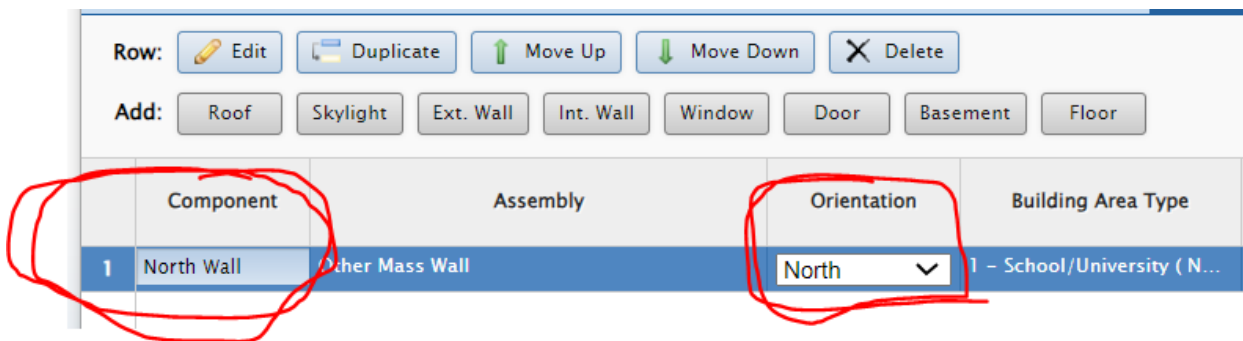 Row: Edit Duplicate Move Up Move Down Delete
Add: Roof Skylight Ext. Wall Int. Wall Window Door Basement Floor
Component Assembly Orientation Building Area Type
1 North Wall Other Mass Wall North 1 – School/University ( N...